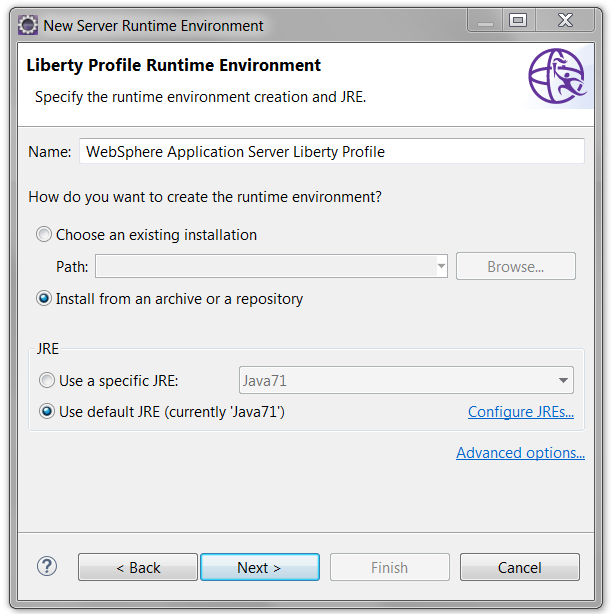 New Server Runtime Environment
Liberty Profile Runtime Environment
Specify the runtime environment creation and JRE.
Name: WebSphere Application Server Liberty Profile
How do you want to create the runtime environment?
Choose an existing installation
Path: Browse...
Install from an archive or a repository
JRE
Use a specific JRE: Java71
Use default JRE (currently 'Java71') Configure JREs...
Advanced options...
? < Back Next > Finish Cancel